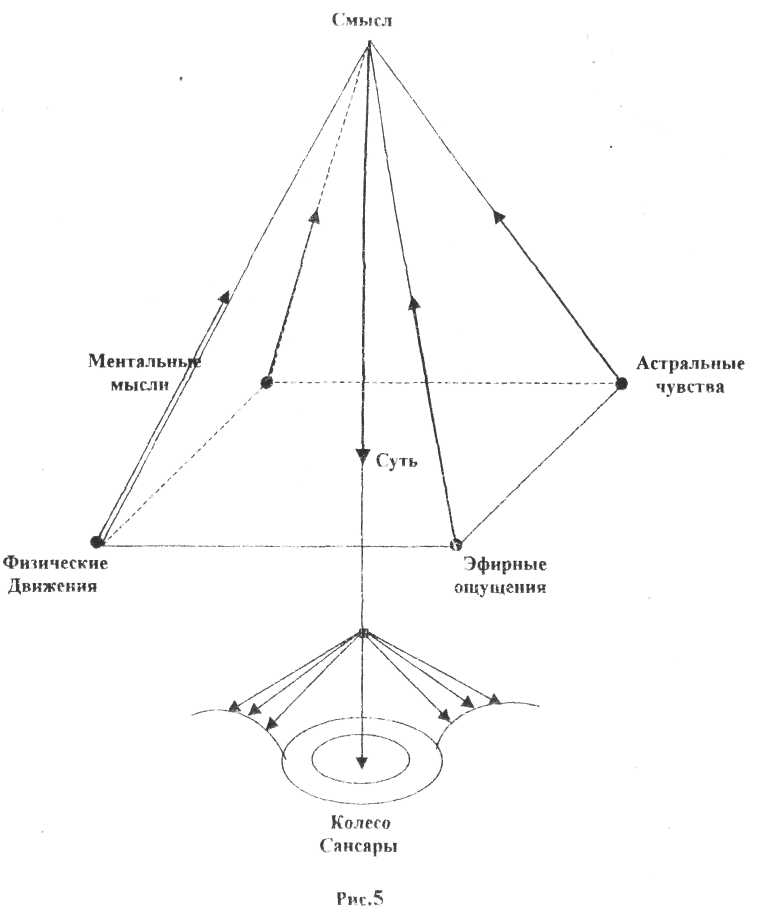 Смысл
Ментальные
мысли
Астральные
чувства
Суть
Физические
Движения
Эфирные
ощущения
Колесо
Сансары
Рис.5